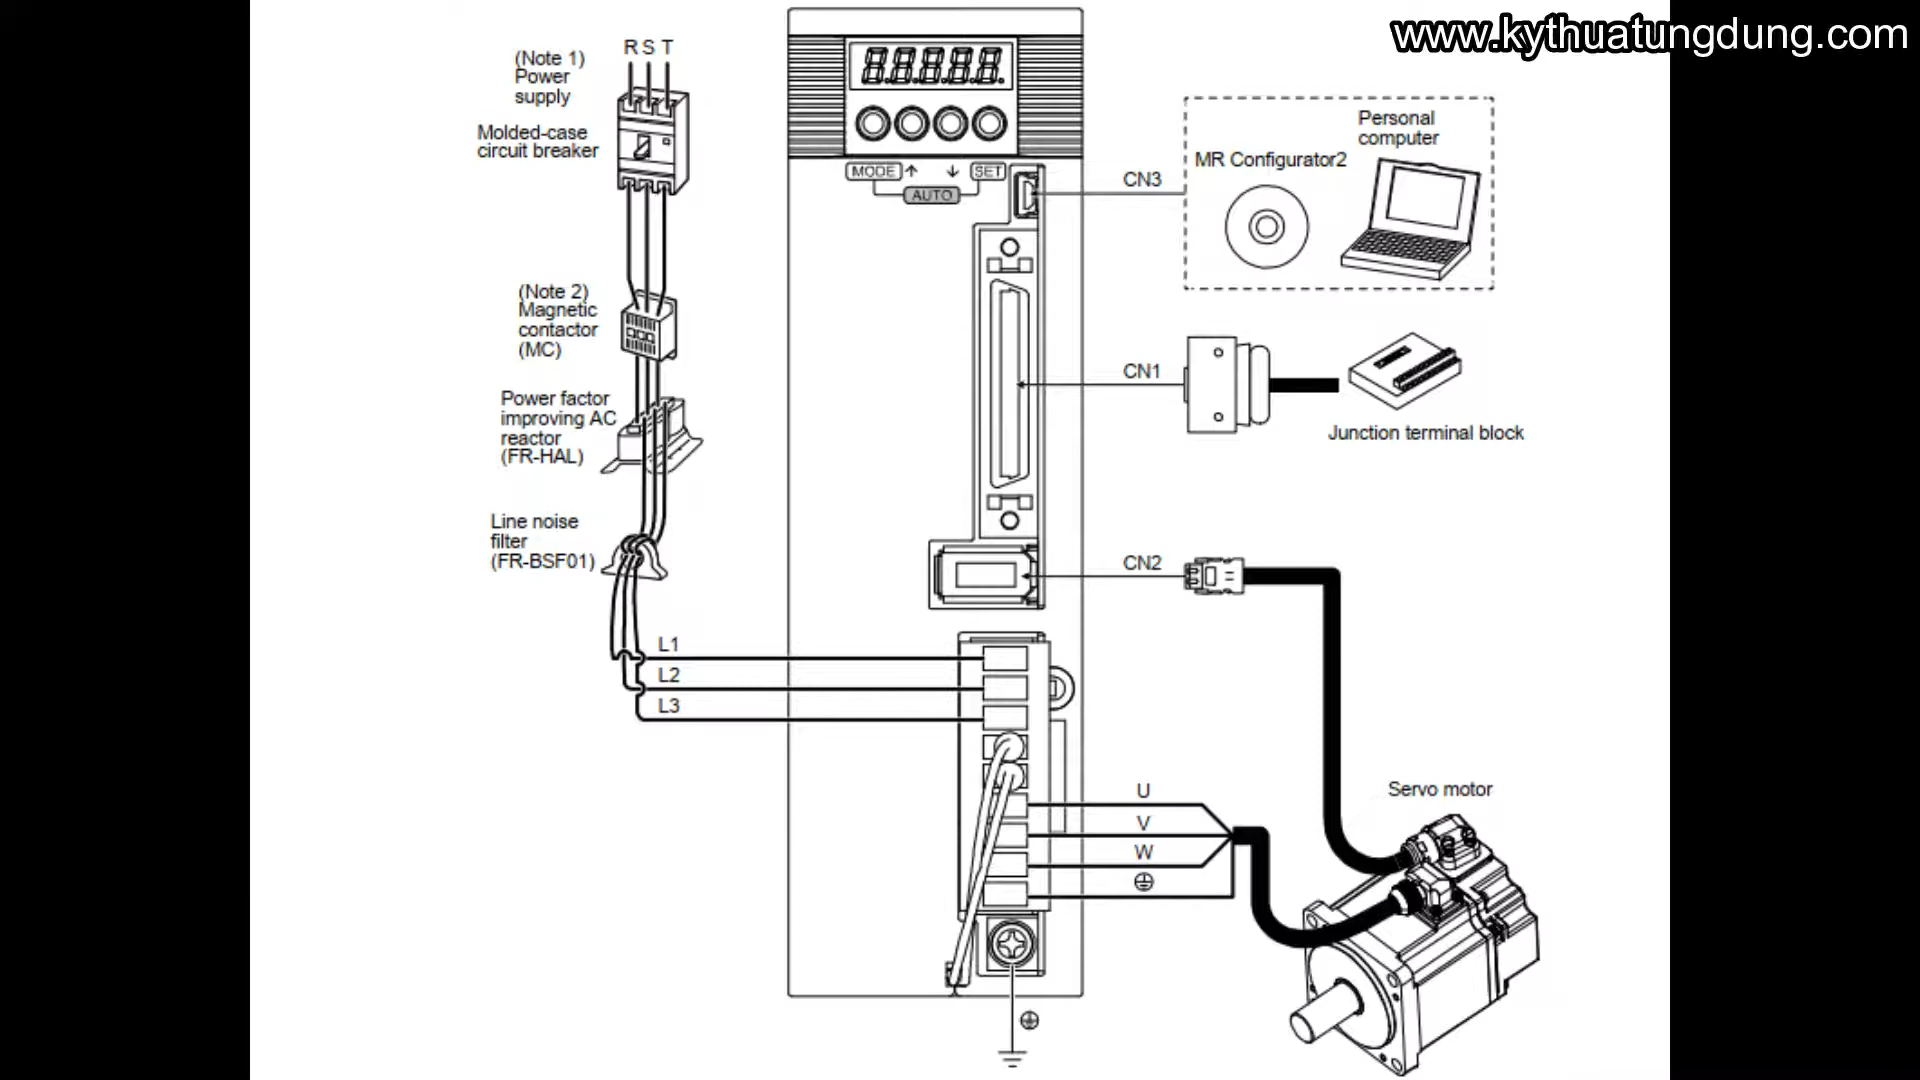 www.kythuatungdung.com
R S T
(Note 1)
Power
supply
Molded-case
circuit breaker
(Note 2)
Magnetic
contactor
(MC)
Power factor
improving AC
reactor
(FR-HAL)
Line noise
filter
(FR-BSF01)
L1
L2
L3
88888.
MODE
SET
AUTO
CN3
MR Configurator2
Personal
computer
CN1
Junction terminal block
CN2
U
V
W
Servo motor